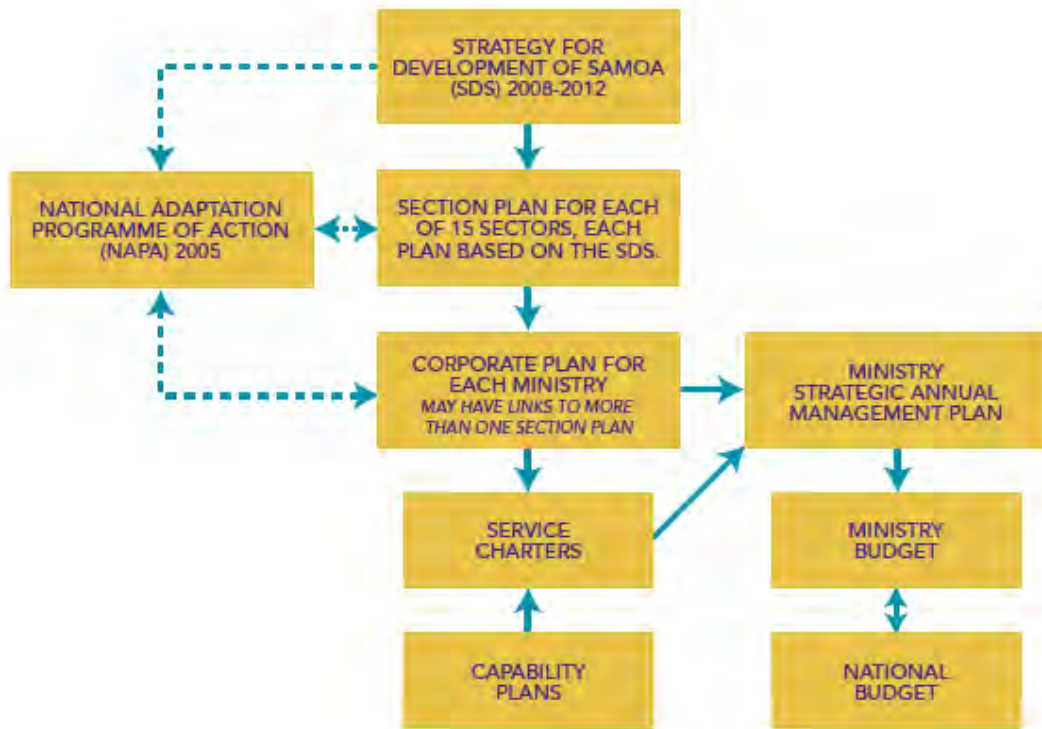 STRATEGY FOR
DEVELOPMENT OF SAMOA
(SDS) 2008-2012
NATIONAL ADAPTATION
PROGRAMME OF ACTION
(NAPA) 2005
SECTION PLAN FOR EACH
OF 15 SECTORS, EACH
PLAN BASED ON THE SDS.
CORPORATE PLAN FOR
EACH MINISTRY
MAY HAVE LINKS TO MORE
THAN ONE SECTION PLAN
MINISTRY
STRATEGIC ANNUAL
MANAGEMENT PLAN
SERVICE
CHARTERS
MINISTRY
BUDGET
CAPABILITY
PLANS
NATIONAL
BUDGET